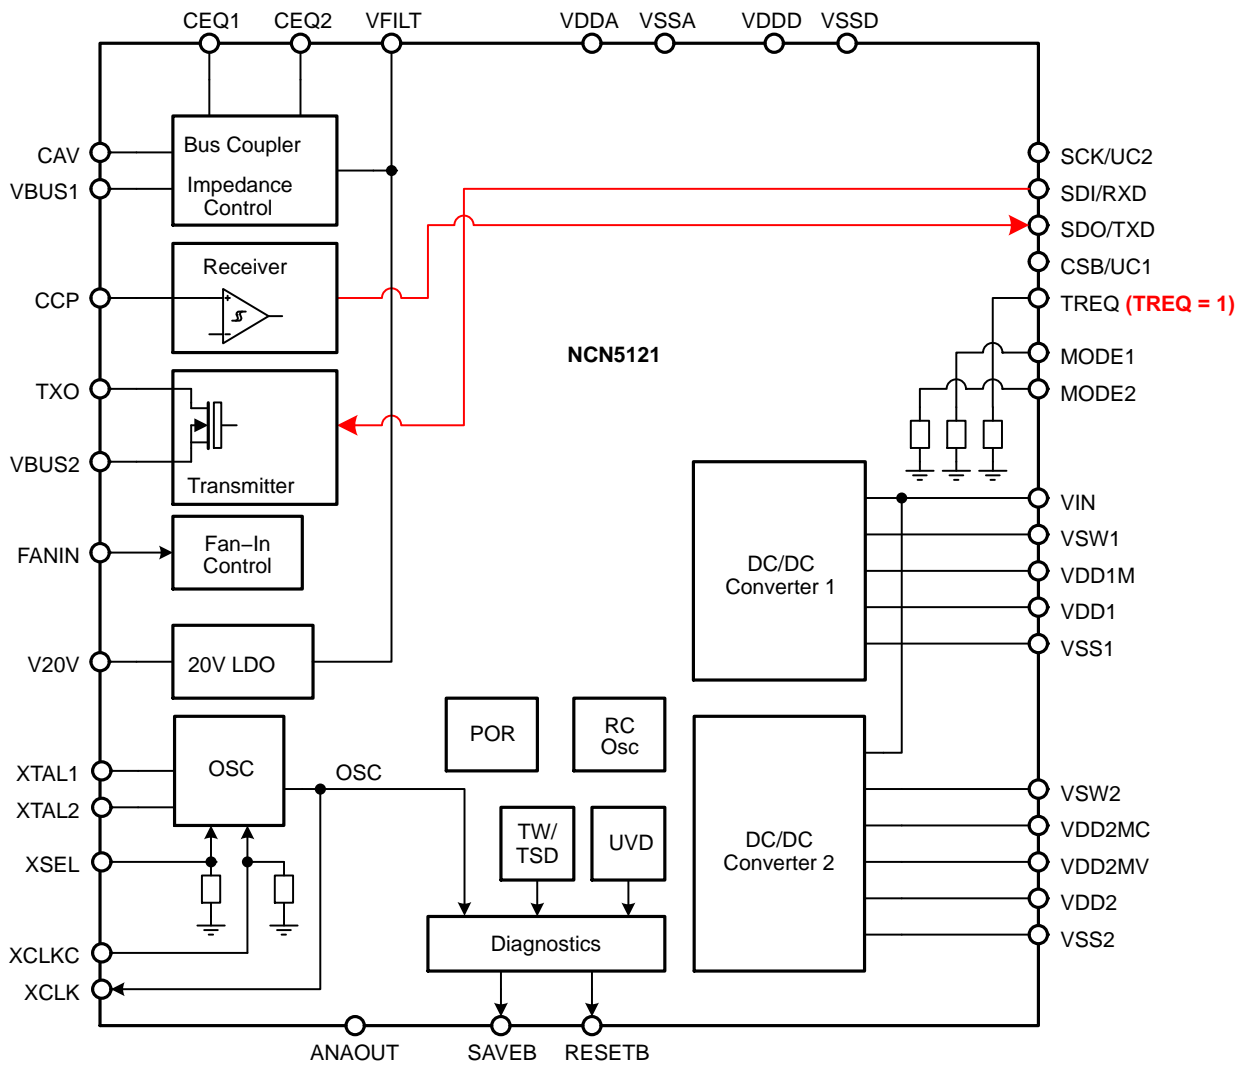 CEQ1 CEQ2 VFILT VDDA VSSA VDDD VSSD
CAV
VBUS1
CCP
TXO
VBUS2
FANIN
V20V
XTAL1
XTAL2
XSEL
XCLKC
XCLK
Bus Coupler
Impedance
Control
Receiver
+
−
Transmitter
Fan−In
Control
20V LDO
OSC
OSC
NCN5121
POR
RC
Osc
TW/
TSD
UVD
Diagnostics
DC/DC
Converter 1
DC/DC
Converter 2
SCK/UC2
SDI/RXD
SDO/TXD
CSB/UC1
TREQ (TREQ = 1)
MODE1
MODE2
VIN
VSW1
VDD1M
VDD1
VSS1
VSW2
VDD2MC
VDD2MV
VDD2
VSS2
ANAOUT SAVEB RESETB